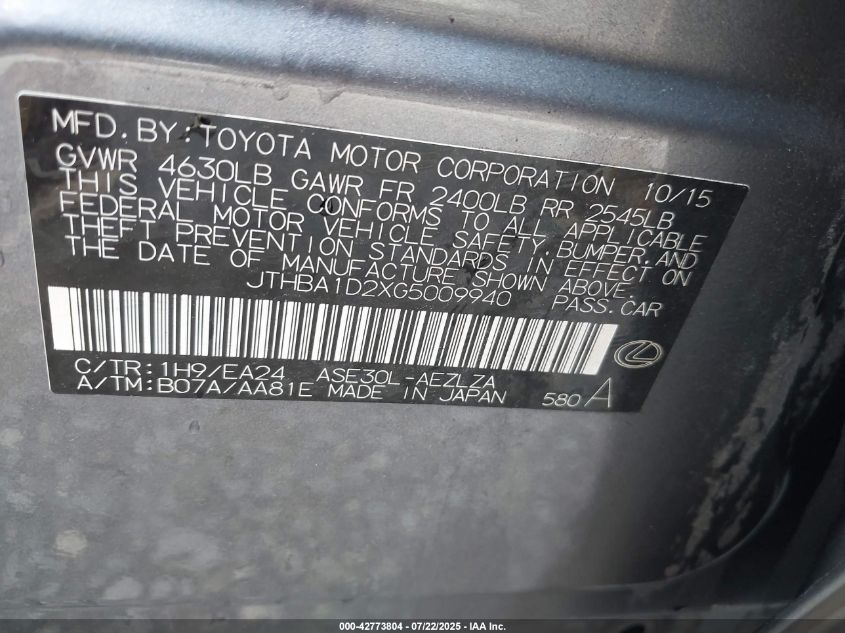 MFD. BY: TOYOTA MOTOR CORPORATION 10/15
GVWR 4630LB GAWR FR 2400LB RR 2545LB
THIS VEHICLE CONFORMS TO ALL APPLICABLE
FEDERAL MOTOR VEHICLE SAFETY, BUMPER, AND
THEFT PREVENTION STANDARDS IN EFFECT ON
THE DATE OF MANUFACTURE SHOWN ABOVE.
JTHBA1D2XG5009940 PASS. CAR
C/TR: 1H9/EA24 ASE30L-AEZLZA
A/TM: B07A/AA81E MADE IN JAPAN 580 A
000-42773804 - 07/22/2025 - IAA Inc.